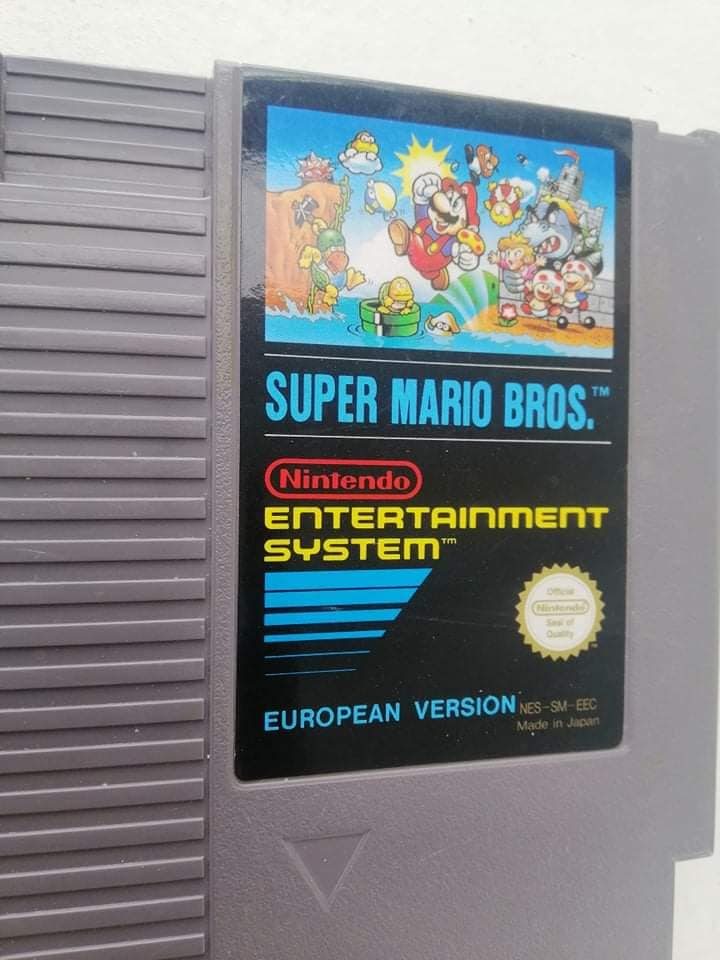 SUPER MARIO BROS.™
Nintendo
ENTERTAINMENT
SYSTEM™
Official
Nintendo
Seal of
Quality
EUROPEAN VERSION NES-SM-EEC
Made in Japan